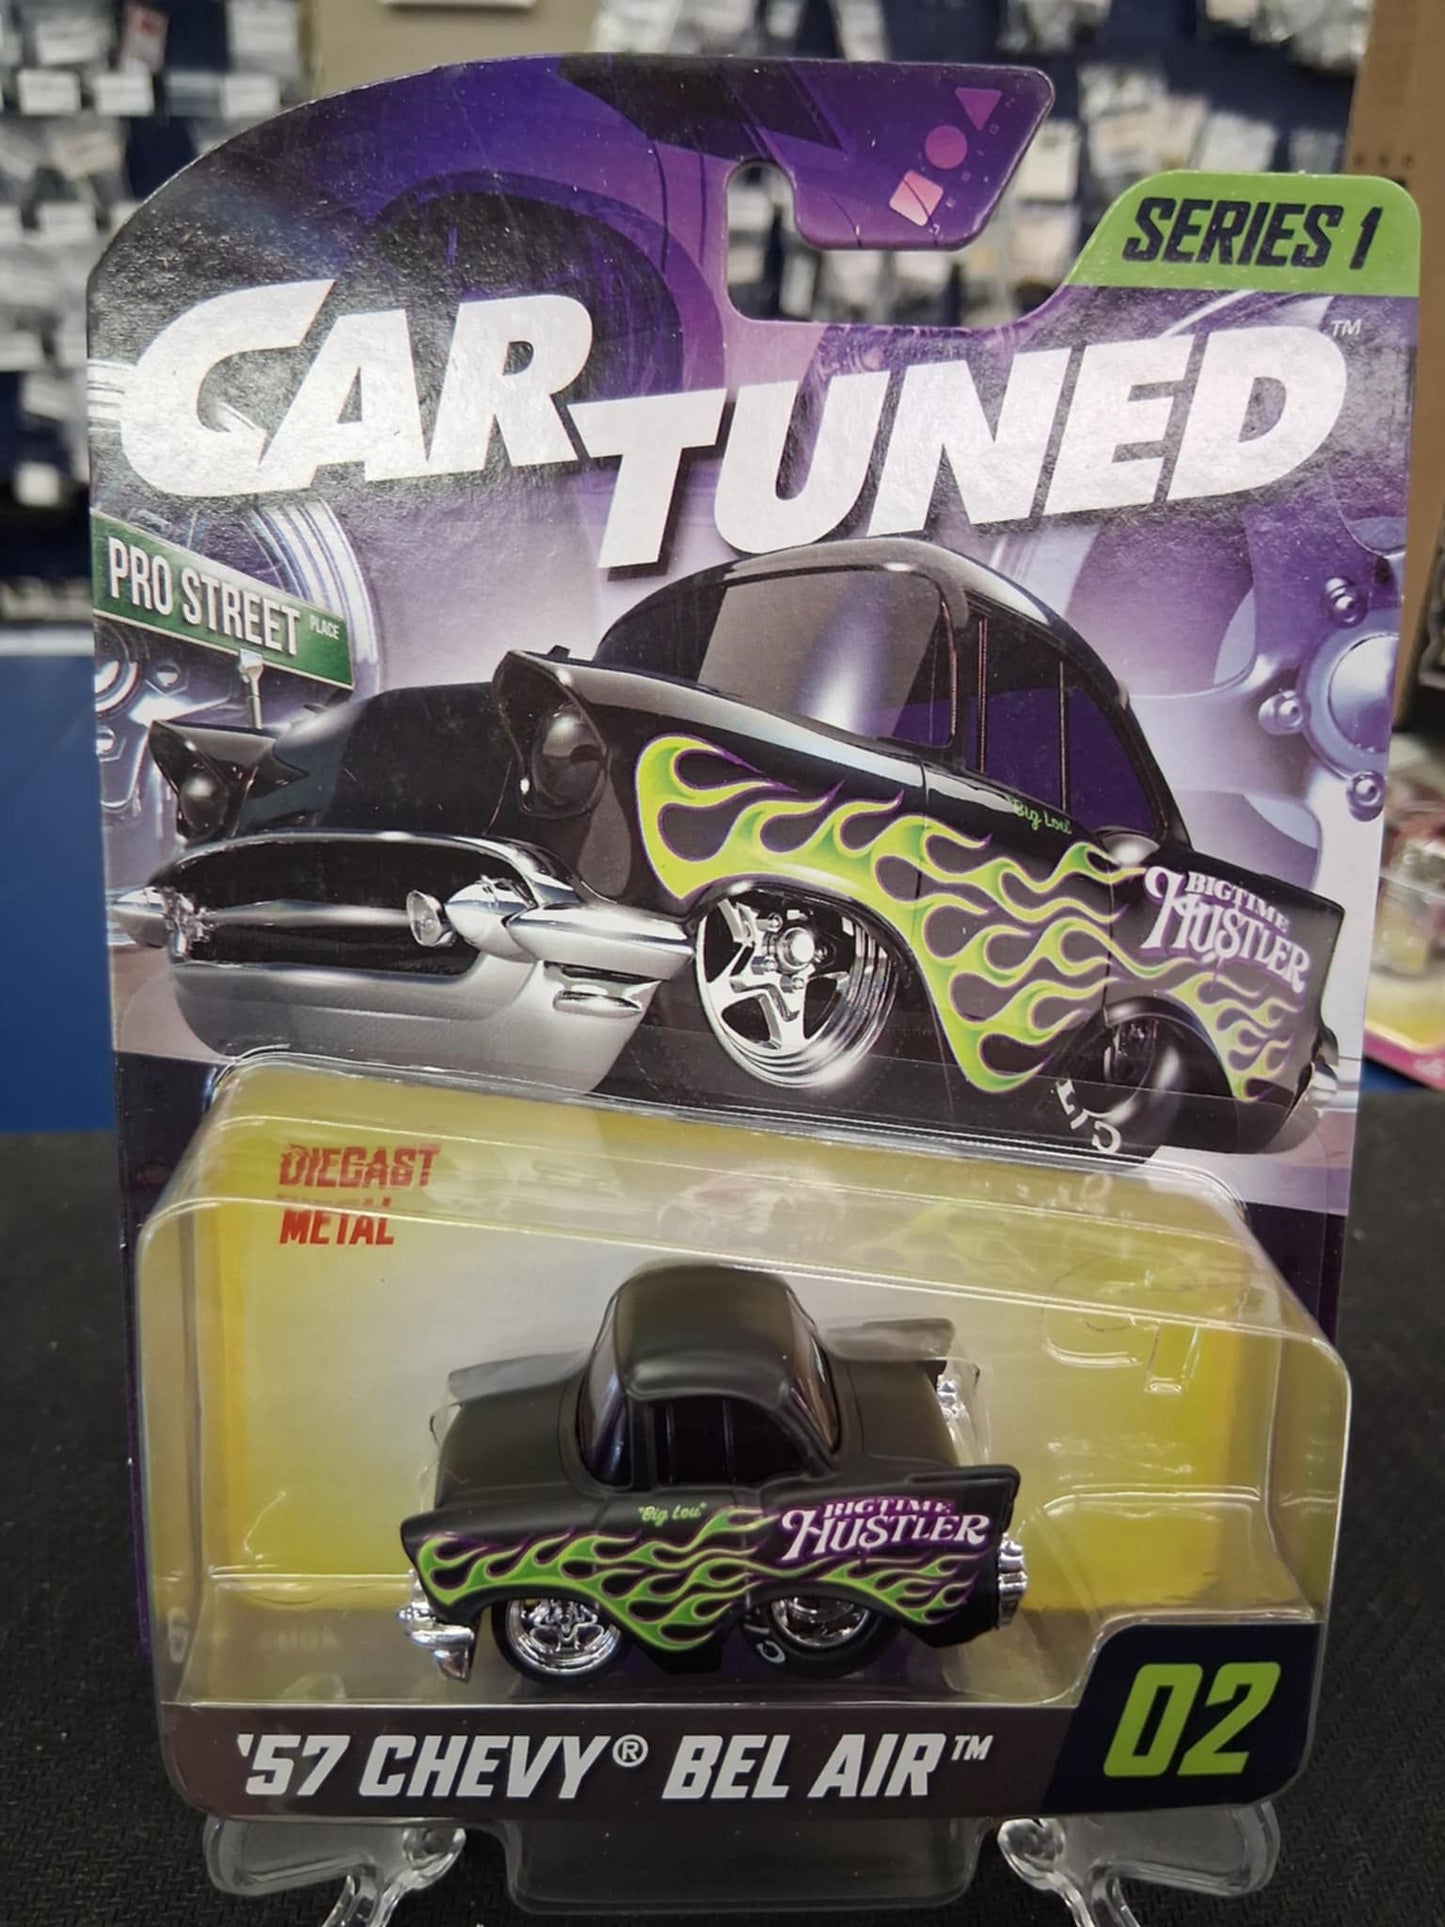 SERIES 1
CAR TUNED™
PRO STREET PLACE
"Big Lou"
BIGTIME
HUSTLER
DIECAST
METAL
"Big Lou"
BIGTIME
HUSTLER
'57 CHEVY® BEL AIR™
02